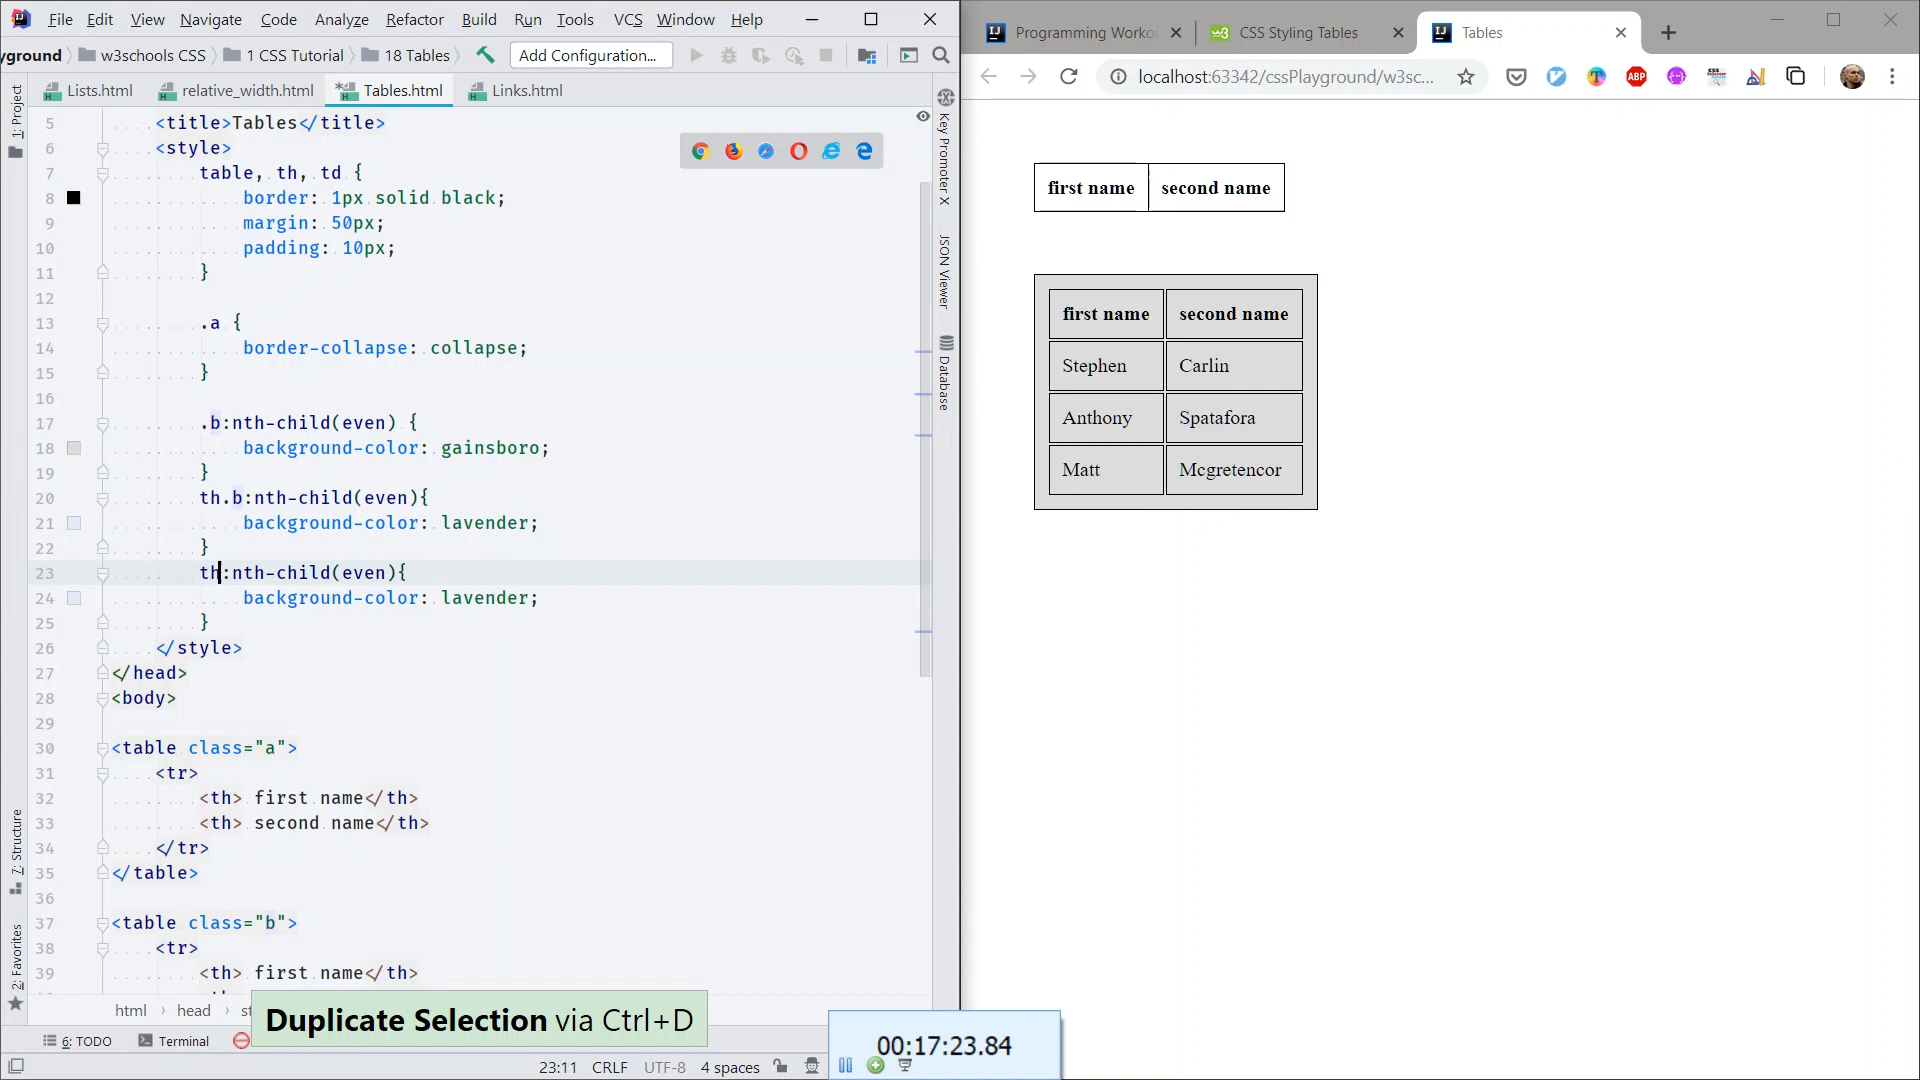 File Edit View Navigate Code Analyze Refactor Build Run Tools VCS Window Help
yground w3schools CSS 1 CSS Tutorial 18 Tables Add Configuration...
Lists.html relative_width.html Tables.html Links.html
1: Project
7: Structure
2: Favorites
5 <title>Tables</title>
6 <style>
7 table, th, td {
8 border: 1px solid black;
9 margin: 50px;
10 padding: 10px;
11 }
12
13 .a {
14 border-collapse: collapse;
15 }
16
17 .b:nth-child(even) {
18 background-color: gainsboro;
19 }
20 th.b:nth-child(even){
21 background-color: lavender;
22 }
23 th:nth-child(even){
24 background-color: lavender;
25 }
26 </style>
27 </head>
28 <body>
29
30 <table class="a">
31 <tr>
32 <th> first name</th>
33 <th> second name</th>
34 </tr>
35 </table>
36
37 <table class="b">
38 <tr>
39 <th> first name</th>
Key Promoter X
JSON Viewer
Database
html head
Duplicate Selection via Ctrl+D
6: TODO Terminal
23:11 CRLF UTF-8 4 spaces
00:17:23.84
Programming Worko CSS Styling Tables Tables
localhost:63342/cssPlayground/w3sc...
ABP
first name second name
first name second name
Stephen Carlin
Anthony Spatafora
Matt Mcgretencor